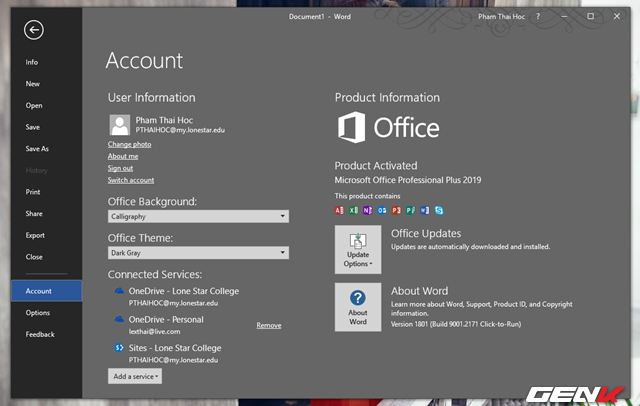 Document1 - Word
Pham Thai Hoc
?
Info
New
Open
Save
Save As
History
Print
Share
Export
Close
Account
Options
Feedback
Account
User Information
Pham Thai Hoc
PTHAIHOC@my.lonestar.edu
Change photo
About me
Sign out
Switch account
Office Background:
Calligraphy
Office Theme:
Dark Gray
Connected Services:
OneDrive - Lone Star College
PTHAIHOC@my.lonestar.edu
OneDrive - Personal
lexthai@live.com
Remove
Sites - Lone Star College
PTHAIHOC@my.lonestar.edu
Add a service
Product Information
Office
Product Activated
Microsoft Office Professional Plus 2019
This product contains
Update
Options
Office Updates
Updates are automatically downloaded and installed.
?
About
Word
About Word
Learn more about Word, Support, Product ID, and Copyright
information.
Version 1801 (Build 9001.2171 Click-to-Run)
GENK